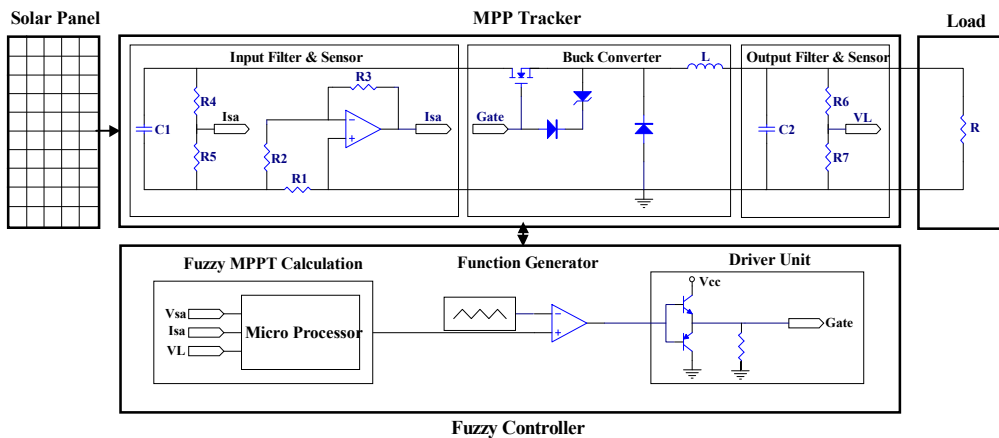 Solar Panel
MPP Tracker
Load
Input Filter & Sensor
Buck Converter
L
Output Filter & Sensor
R3
R4
R6
C1
Isa
Isa
Gate
C2
VL
R
R5
R2
R7
R1
Fuzzy MPPT Calculation
Function Generator
Driver Unit
Vcc
Vsa
Isa
Micro Processor
Gate
VL
Fuzzy Controller